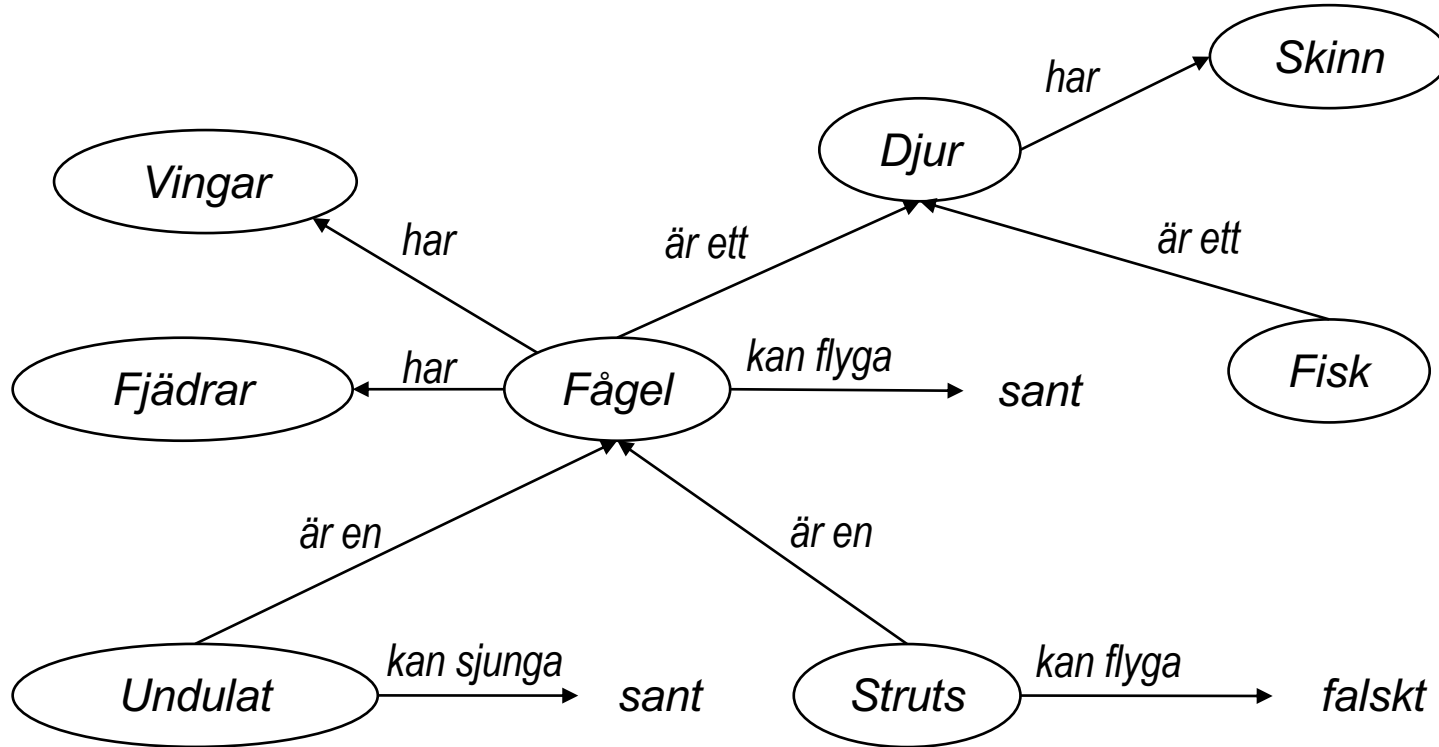 Skinn
har
Djur
Vingar
har
är ett
är ett
Fjädrar
har
Fågel
kan flyga
sant
Fisk
är en
är en
Undulat
kan sjunga
sant
Struts
kan flyga
falskt